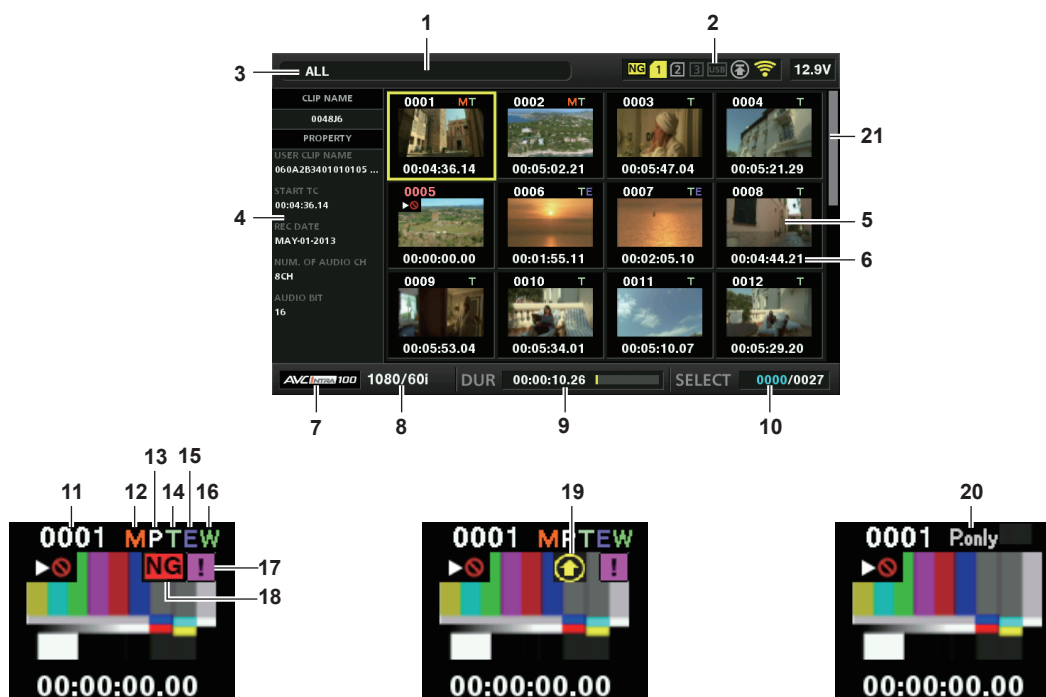 1
2
3
ALL
NG 1 2 3 USB
12.9V
CLIP NAME
0048J6
PROPERTY
USER CLIP NAME
060A2B3401010105 ...
START TC
00:04:36.14
REC DATE
MAY-01-2013
NUM. OF AUDIO CH
8CH
AUDIO BIT
16
4
0001 MT
0002 MT
0003 T
0004 T
00:04:36.14
00:05:02.21
00:05:47.04
00:05:21.29
21
0005
0006 TE
0007 TE
0008 T
5
00:00:00.00
00:01:55.11
00:02:05.10
00:04:44.21
6
0009 T
0010 T
0011 T
0012 T
00:05:53.04
00:05:34.01
00:05:10.07
00:05:29.20
AVC INTRA 100
1080/60i
DUR
00:00:10.26
SELECT
0000/0027
7
8
9
10
11
12
13
14
15
16
0001 MPTEW
NG !
17
18
00:00:00.00
19
0001 MPTEW
!
00:00:00.00
20
0001 P.only
00:00:00.00